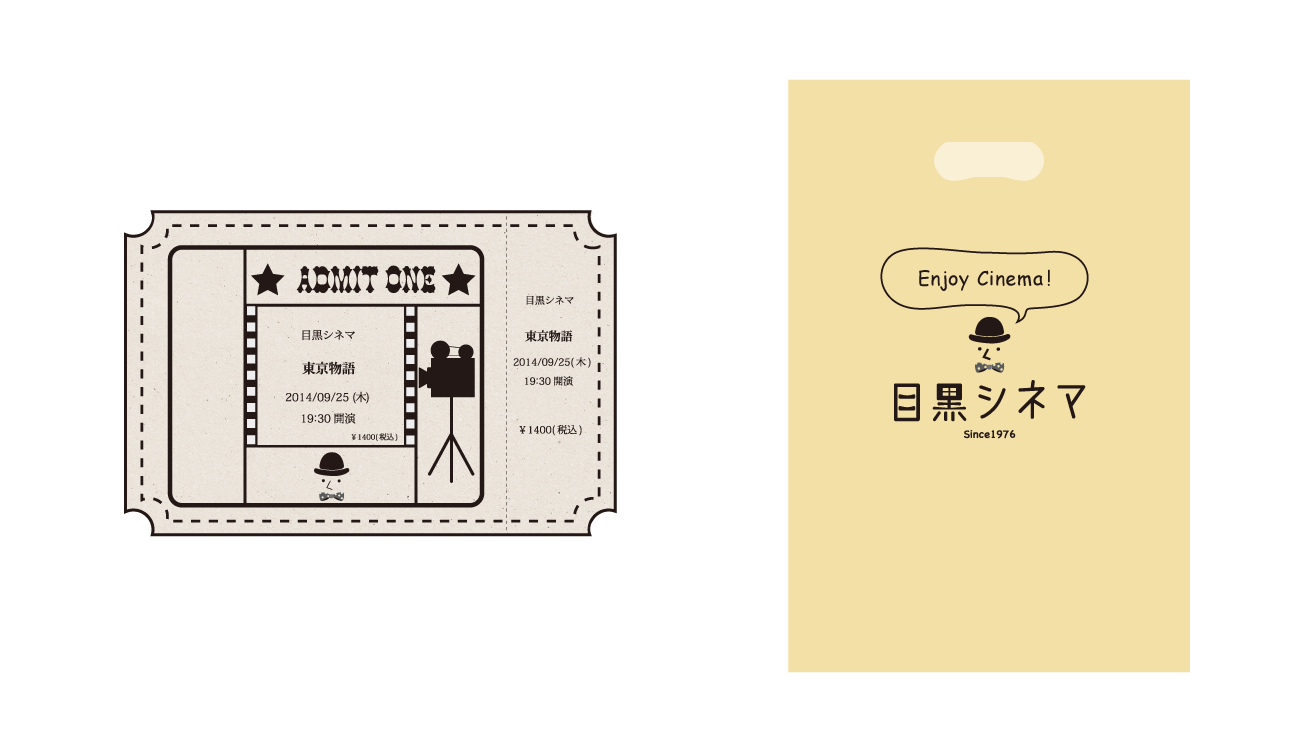 ADMIT ONE
目黒シネマ
東京物語
2014/09/25 (木)
19:30 開演
¥1400(税込)
目黒シネマ
東京物語
2014/09/25(木)
19:30 開演
¥1400(税込)
Enjoy Cinema!
目黒シネマ
Since1976